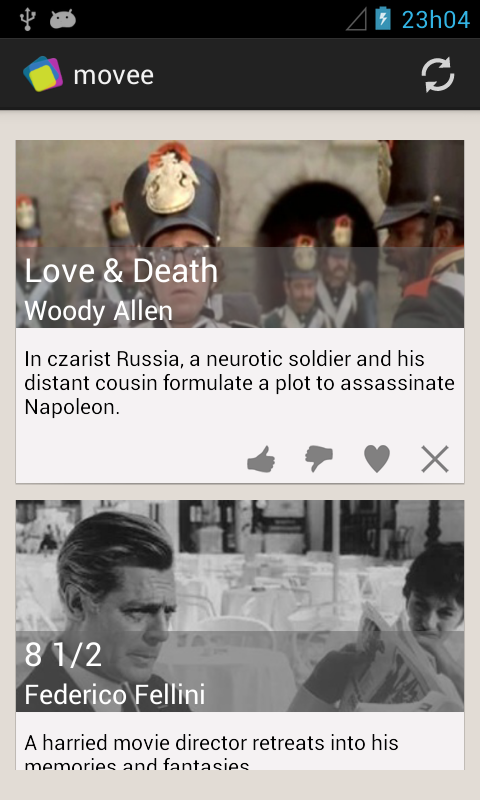 23h04
movee
Love & Death
Woody Allen
In czarist Russia, a neurotic soldier and his
distant cousin formulate a plot to assassinate
Napoleon.
8 1/2
Federico Fellini
A harried movie director retreats into his
memories and fantasies